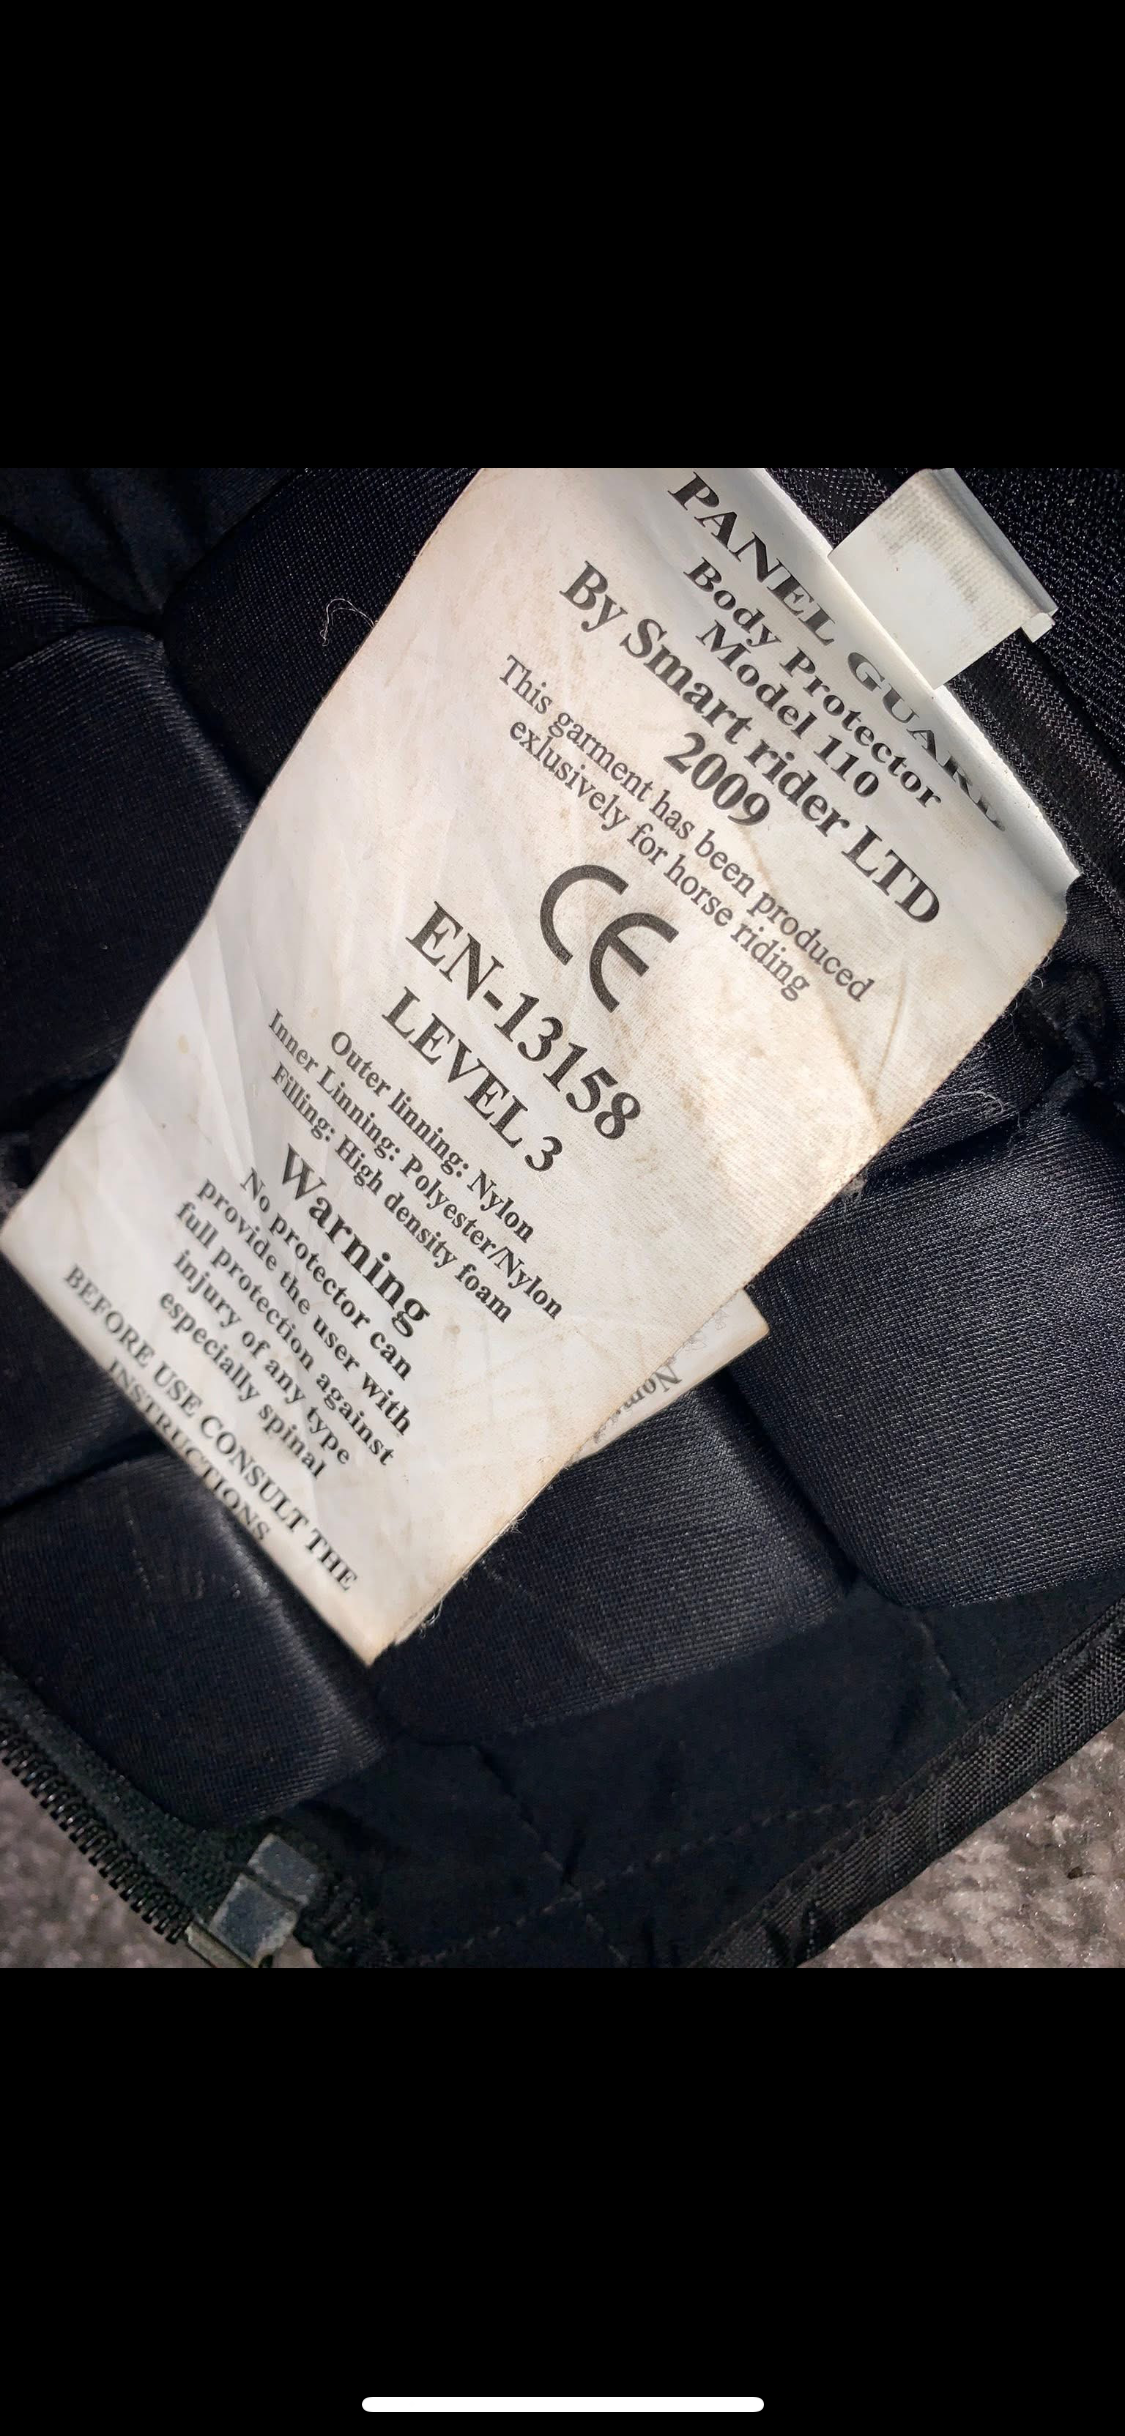 PANEL GUARD
Body Protector
Model 110
By Smart rider LTD
2009
This garment has been produced
exlusively for horse riding
CE
EN-13158
LEVEL 3
Outer linning: Nylon
Inner Linning: Polyester/Nylon
Filling: High density foam
Warning
No protector can
provide the user with
full protection against
injury of any type
especially spinal
BEFORE USE CONSULT THE
INSTRUCTIONS